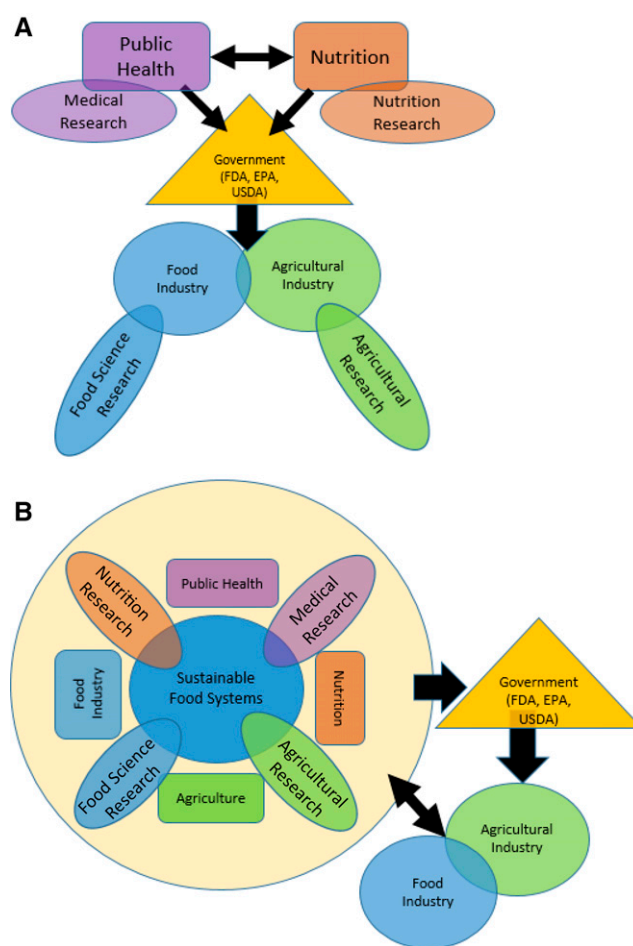 A
Public
Health
Nutrition
Medical
Research
Nutrition
Research
Government
(FDA, EPA,
USDA)
Food
Industry
Agricultural
Industry
Food Science
Research
Agricultural
Research
B
Nutrition
Research
Public Health
Medical
Research
Food
Industry
Sustainable
Food Systems
Nutrition
Food Science
Research
Agriculture
Agricultural
Research
Government
(FDA, EPA,
USDA)
Agricultural
Industry
Food
Industry